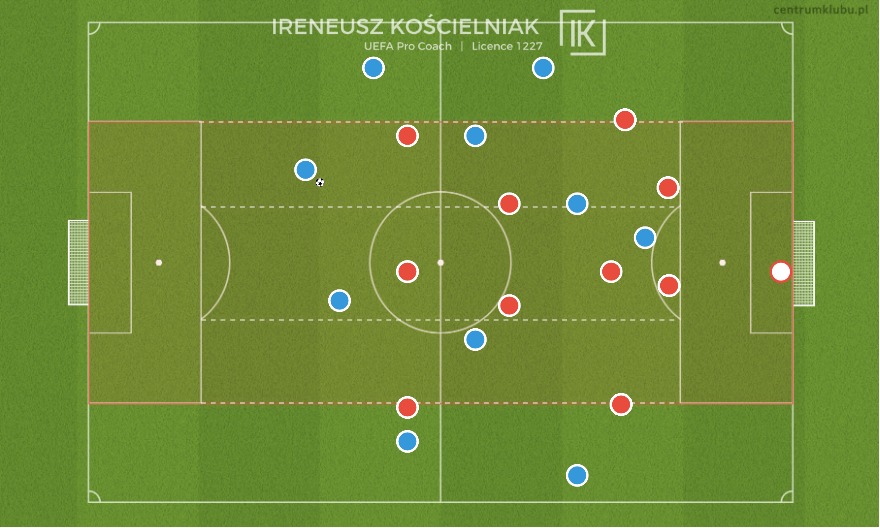 centrumklubu.pl
IRENEUSZ KOŚCIELNIAK IK
UEFA Pro Coach | Licence 1227